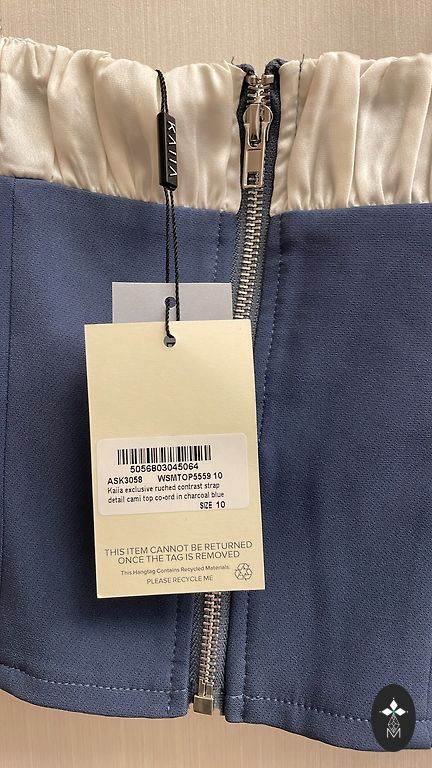 KAIIA
5056803045064
ASK3058 WSMTOP5559 10
Kaiia exclusive ruched contrast strap
detail cami top co-ord in charcoal blue
SIZE 10
THIS ITEM CANNOT BE RETURNED
ONCE THE TAG IS REMOVED
This Hangtag Contains Recycled Materials.
PLEASE RECYCLE ME
M